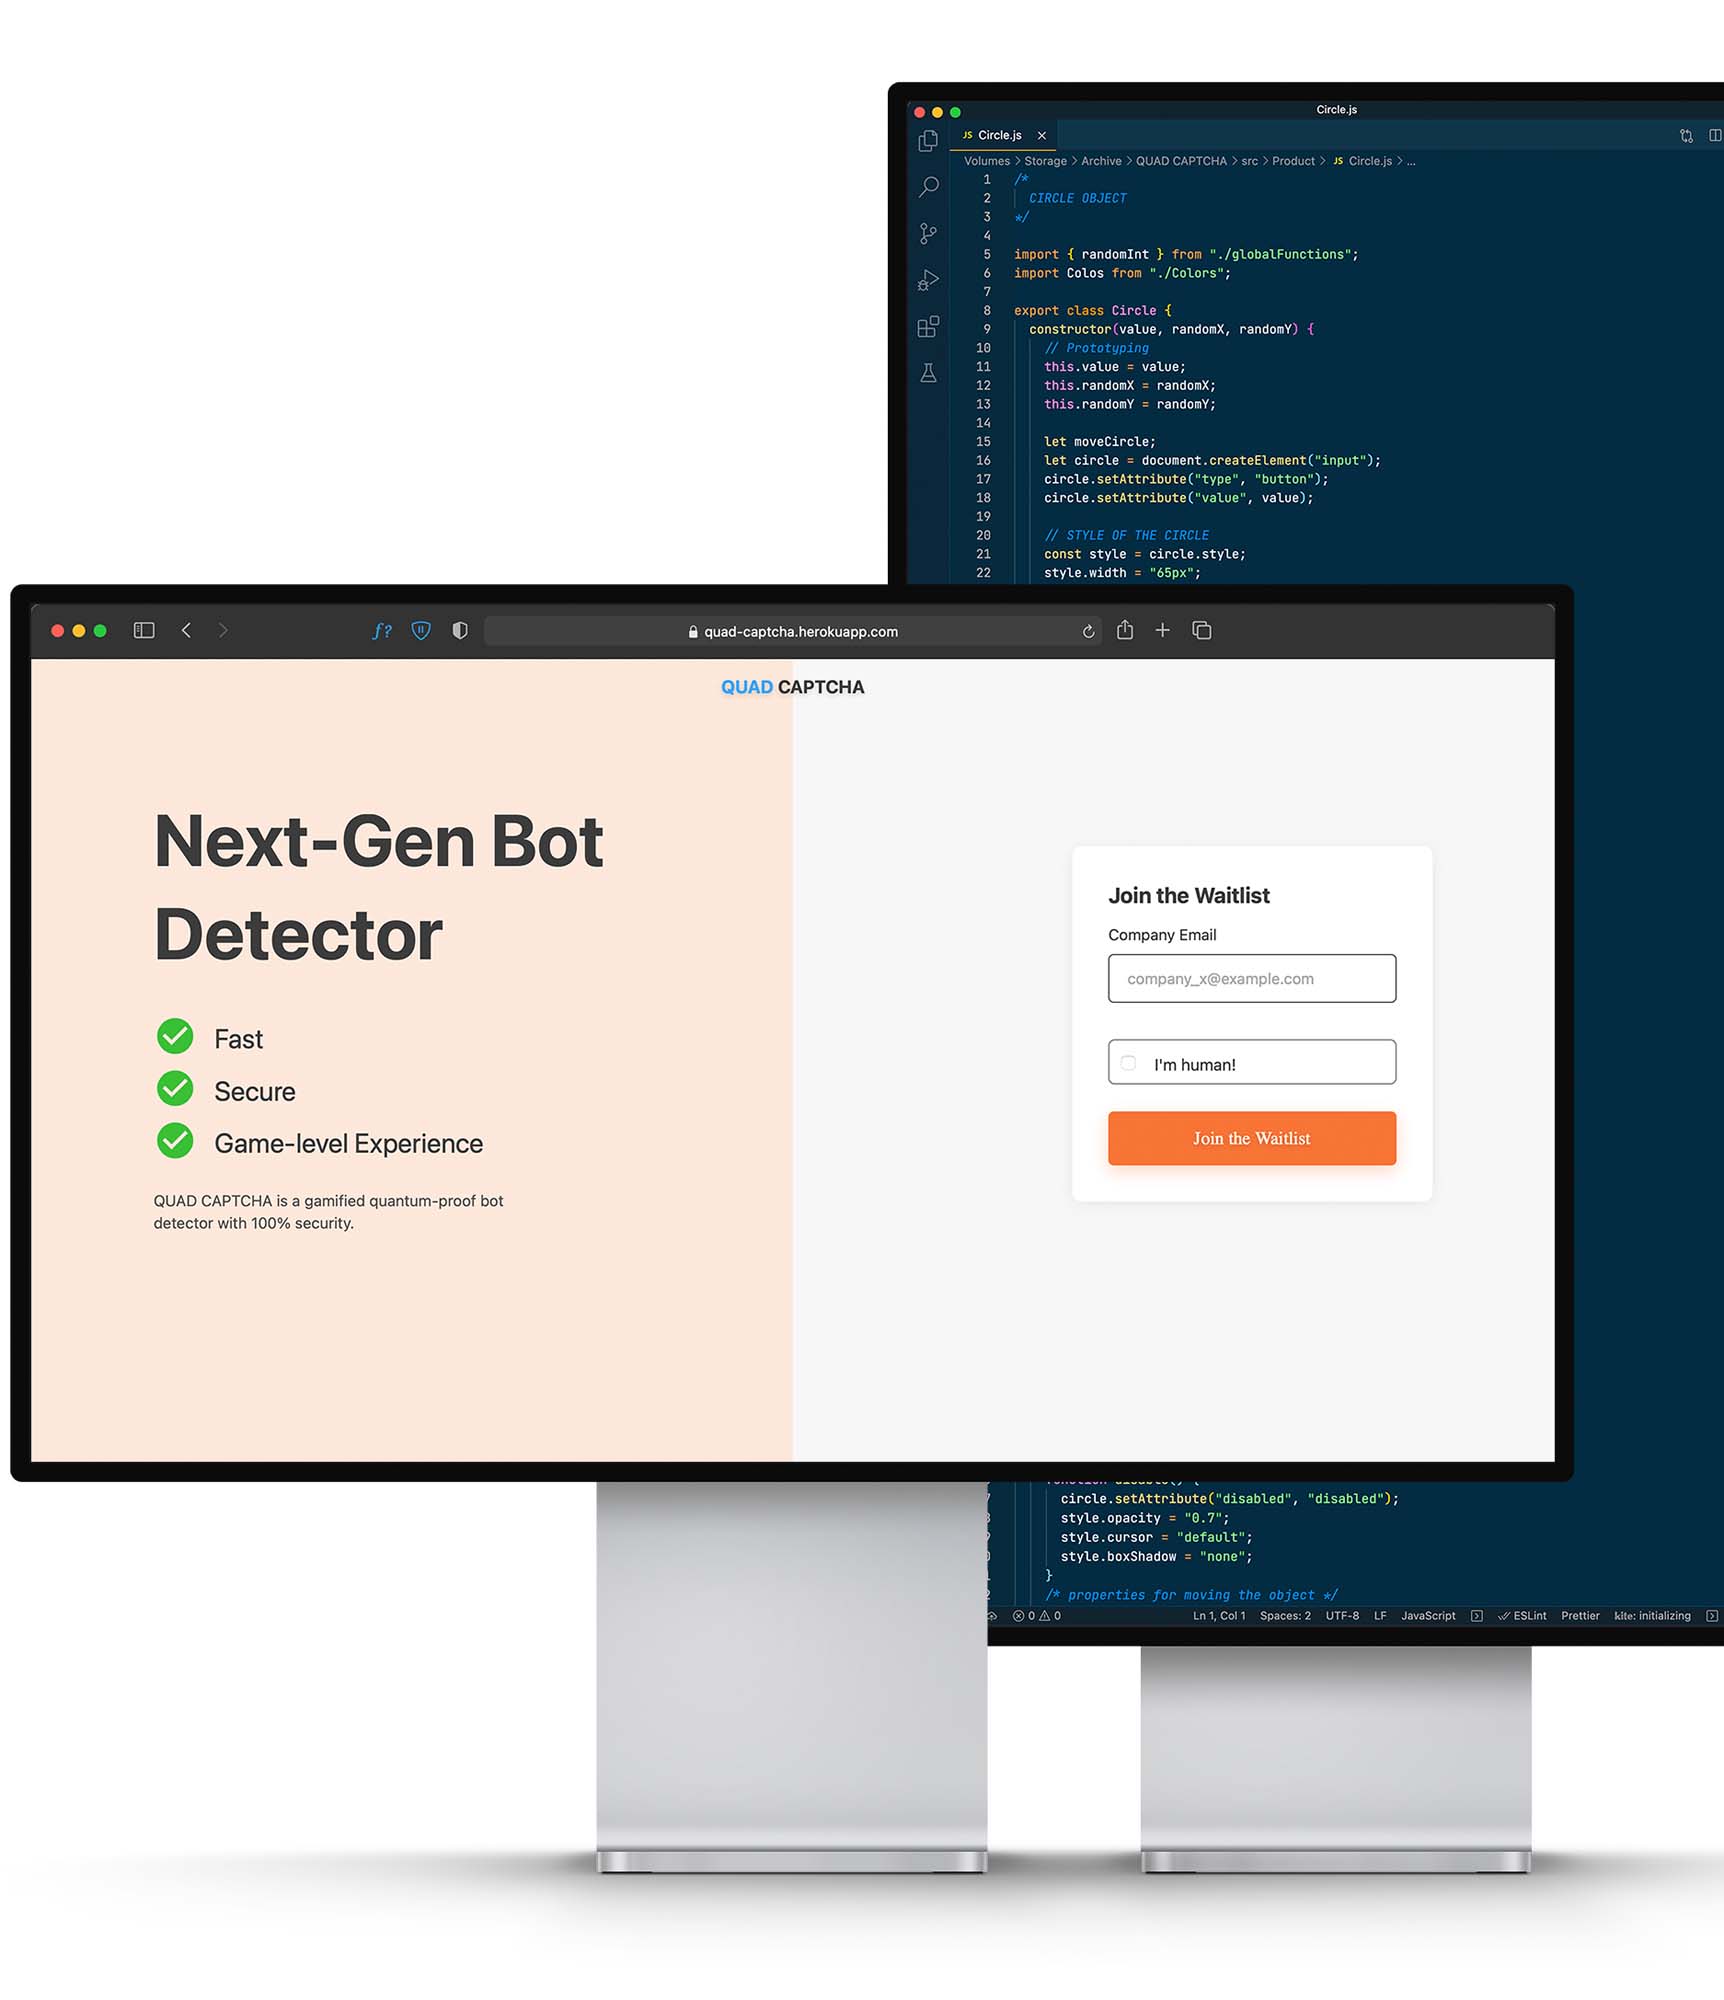 Circle.js
JS Circle.js
Volumes > Storage > Archive > QUAD CAPTCHA > src > Product > JS Circle.js > ...
1 /*
2 CIRCLE OBJECT
3 */
4
5 import { randomInt } from "./globalFunctions";
6 import Colos from "./Colors";
7
8 export class Circle {
9 constructor(value, randomX, randomY) {
10 // Prototyping
11 this.value = value;
12 this.randomX = randomX;
13 this.randomY = randomY;
14
15 let moveCircle;
16 let circle = document.createElement("input");
17 circle.setAttribute("type", "button");
18 circle.setAttribute("value", value);
19
20 // STYLE OF THE CIRCLE
21 const style = circle.style;
22 style.width = "65px";
f?
quad-captcha.herokuapp.com
QUAD CAPTCHA
Next-Gen Bot
Detector
Fast
Secure
Game-level Experience
QUAD CAPTCHA is a gamified quantum-proof bot
detector with 100% security.
Join the Waitlist
Company Email
company_x@example.com
I'm human!
Join the Waitlist
circle.setAttribute("disabled", "disabled");
style.opacity = "0.7";
style.cursor = "default";
style.boxShadow = "none";
}
/* properties for moving the object */
0 0 Ln 1, Col 1 Spaces: 2 UTF-8 LF JavaScript ESLint Prettier kite: initializing